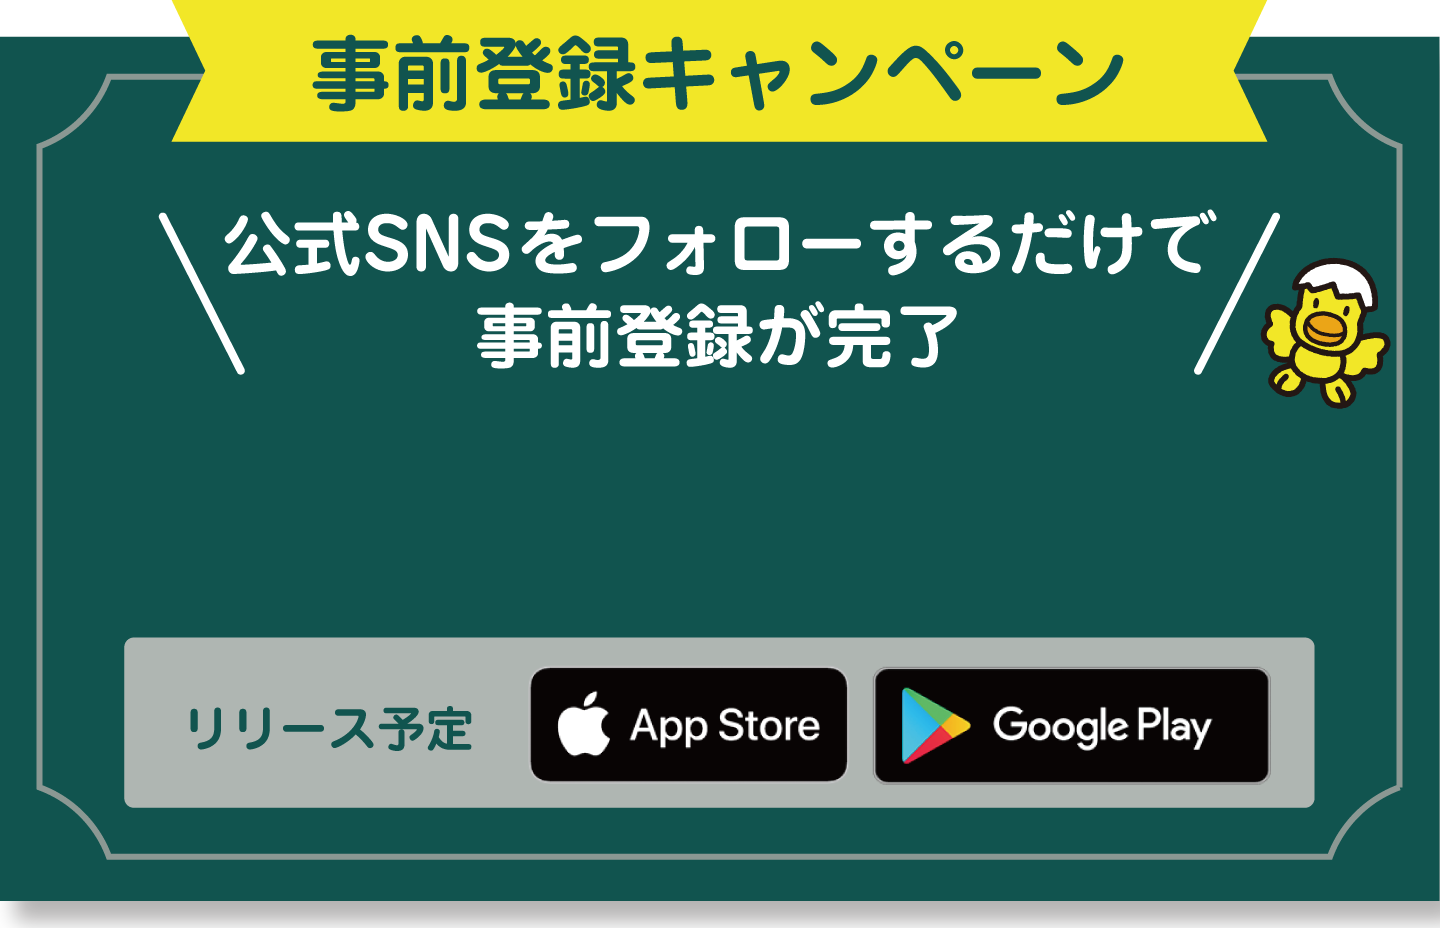 事前登録キャンペーン
公式SNSをフォローするだけで
事前登録が完了
リリース予定
App Store
Google Play